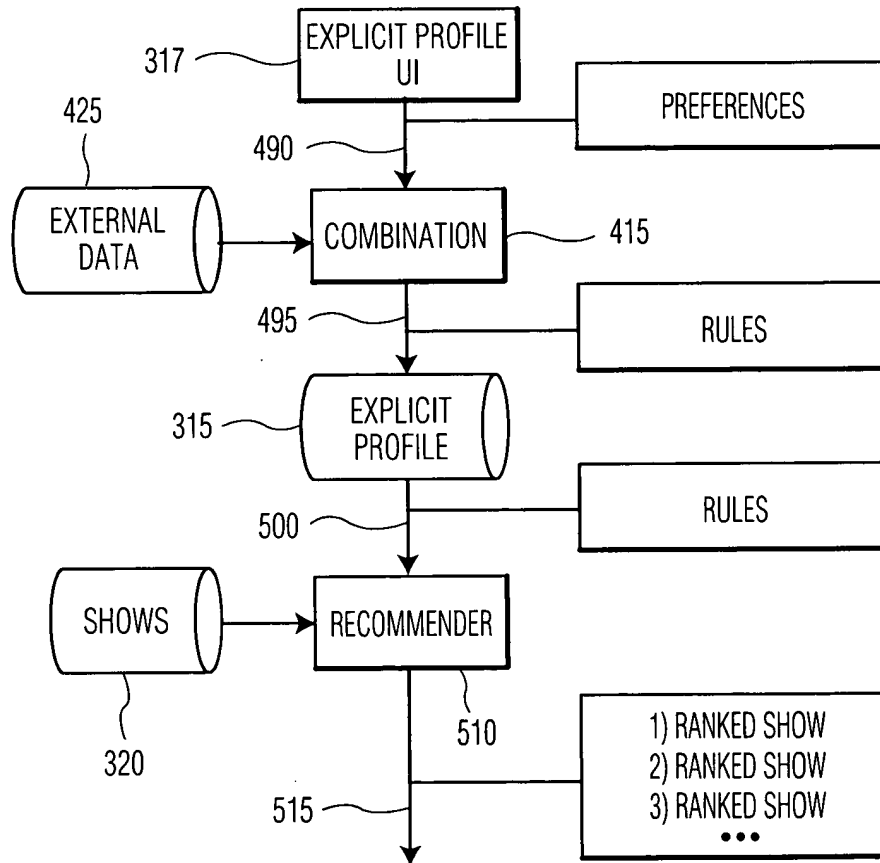 EXPLICIT PROFILE
UI
317
PREFERENCES
425
490
EXTERNAL
DATA
COMBINATION
415
495
RULES
EXPLICIT
PROFILE
315
RULES
500
SHOWS
RECOMMENDER
320
510
1) RANKED SHOW
2) RANKED SHOW
3) RANKED SHOW
•••
515